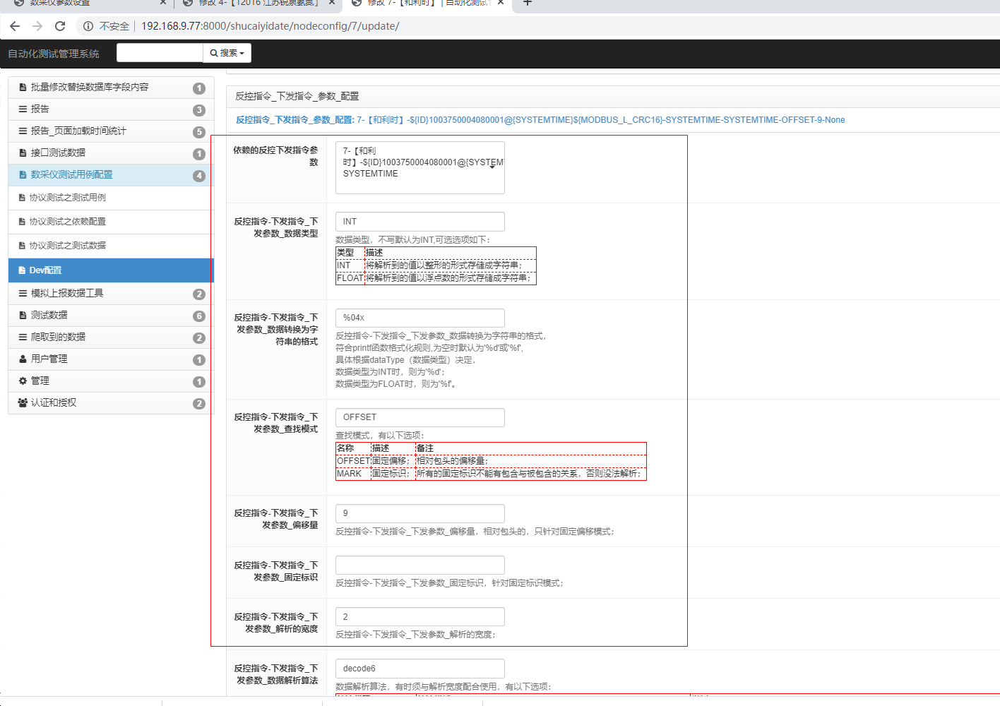 数采仪参数设置
修改 4-【12016 江苏锐泉氨氮】
修改 7-【和利时】 | 自动化测试管
不安全 192.168.9.77:8000/shucaiyidate/nodeconfig/7/update/
自动化测试管理系统
搜索
批量修改替换数据库字段内容 1
报告 3
报告_页面加载时间统计 5
接口测试数据 1
数采仪测试用例配置 4
协议测试之测试用例
协议测试之依赖配置
协议测试之测试数据
Dev配置
模拟上报数据工具 2
测试数据 6
爬取到的数据 2
用户管理 1
管理 1
认证和授权 2
反控指令_下发指令_参数_配置
反控指令_下发指令_参数_配置: 7-【和利时】-${ID}1003750004080001@{SYSTEMTIME}${MODBUS_L_CRC16}-SYSTEMTIME-SYSTEMTIME-OFFSET-9-None
依赖的反控下发指令参
数
7-【和利
时】-${ID}1003750004080001@{SYSTEMT
SYSTEMTIME
反控指令-下发指令_下
发参数_数据类型
INT
数据类型，不写默认为INT,可选选项如下：
类型 描述
INT 将解析到的值以整形的形式存储成字符串；
FLOAT 将解析到的值以浮点数的形式存储成字符串；
反控指令-下发指令_下
发参数_数据转换为字
符串的格式
%04x
反控指令-下发指令_下发参数_数据转换为字符串的格式，
符合printf函数格式化规则,为空时默认为'%d'或'%f',
具体根据dataType（数据类型）决定，
数据类型为INT时，则为'%d'；
数据类型为FLOAT时，则为'%f'。
反控指令-下发指令_下
发参数_查找模式
OFFSET
查找模式，有以下选项：
名称 描述 备注
OFFSET 固定偏移； 相对包头的偏移量；
MARK 固定标识； 所有的固定标识不能有包含与被包含的关系，否则没法解析；
反控指令-下发指令_下
发参数_偏移量
9
反控指令-下发指令_下发参数_偏移量，相对包头的，只针对固定偏移模式；
反控指令-下发指令_下
发参数_固定标识
反控指令-下发指令_下发参数_固定标识，针对固定标识模式；
反控指令-下发指令_下
发参数_解析的宽度
2
反控指令-下发指令_下发参数_解析的宽度；
反控指令-下发指令_下
发参数_数据解析算法
decode6
数据解析算法，有时须与解析宽度配合使用，有以下选项：